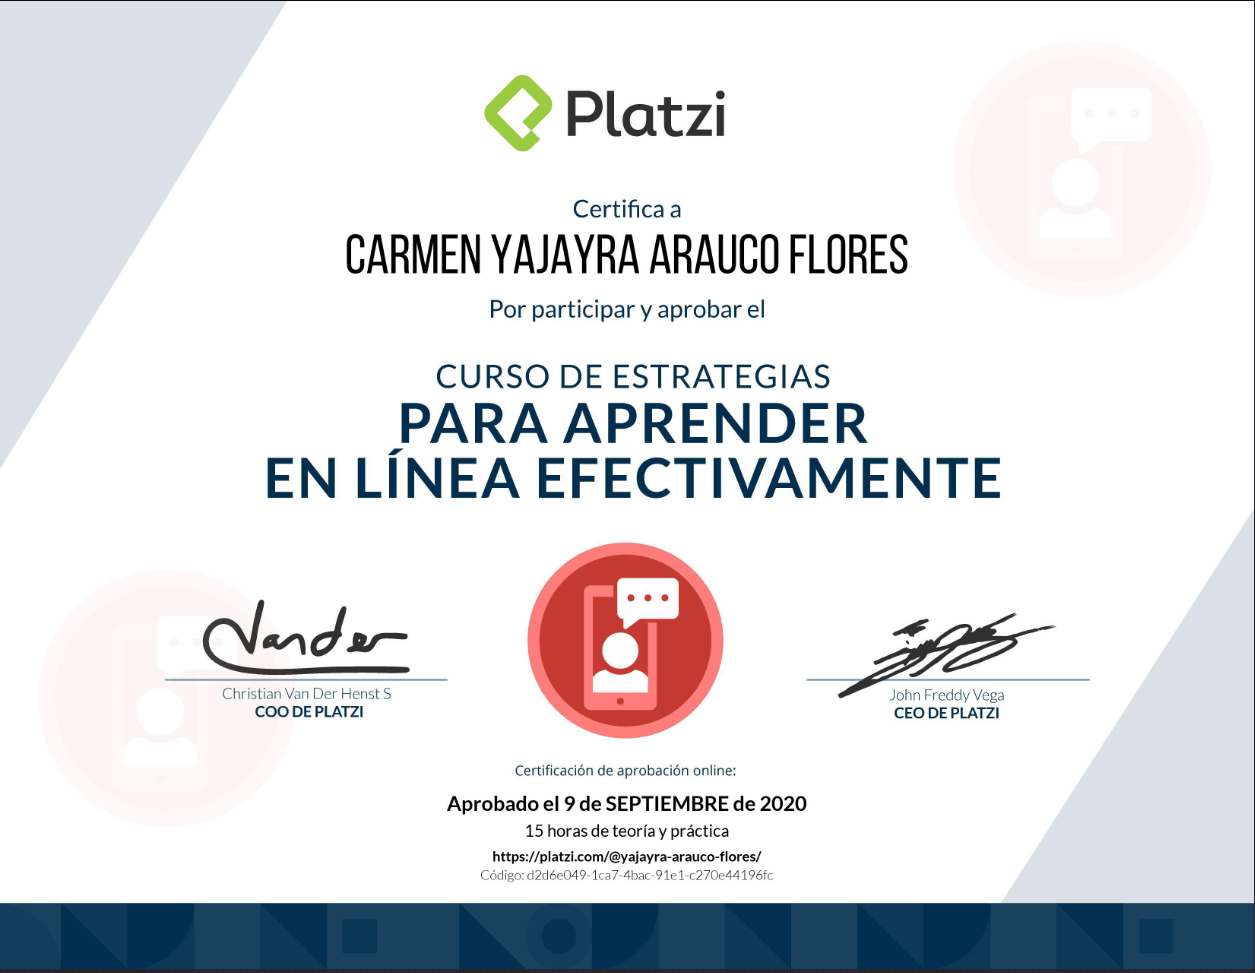 Platzi
Certifica a
CARMEN YAJAYRA ARAUCO FLORES
Por participar y aprobar el
CURSO DE ESTRATEGIAS
PARA APRENDER
EN LÍNEA EFECTIVAMENTE
Vander
Christian Van Der Henst S
COO DE PLATZI
John Freddy Vega
CEO DE PLATZI
Certificación de aprobación online:
Aprobado el 9 de SEPTIEMBRE de 2020
15 horas de teoría y práctica
https://platzi.com/@yajayra-arauco-flores/
Código: d2d6e049-1ca7-4bac-91e1-c270e44196fc